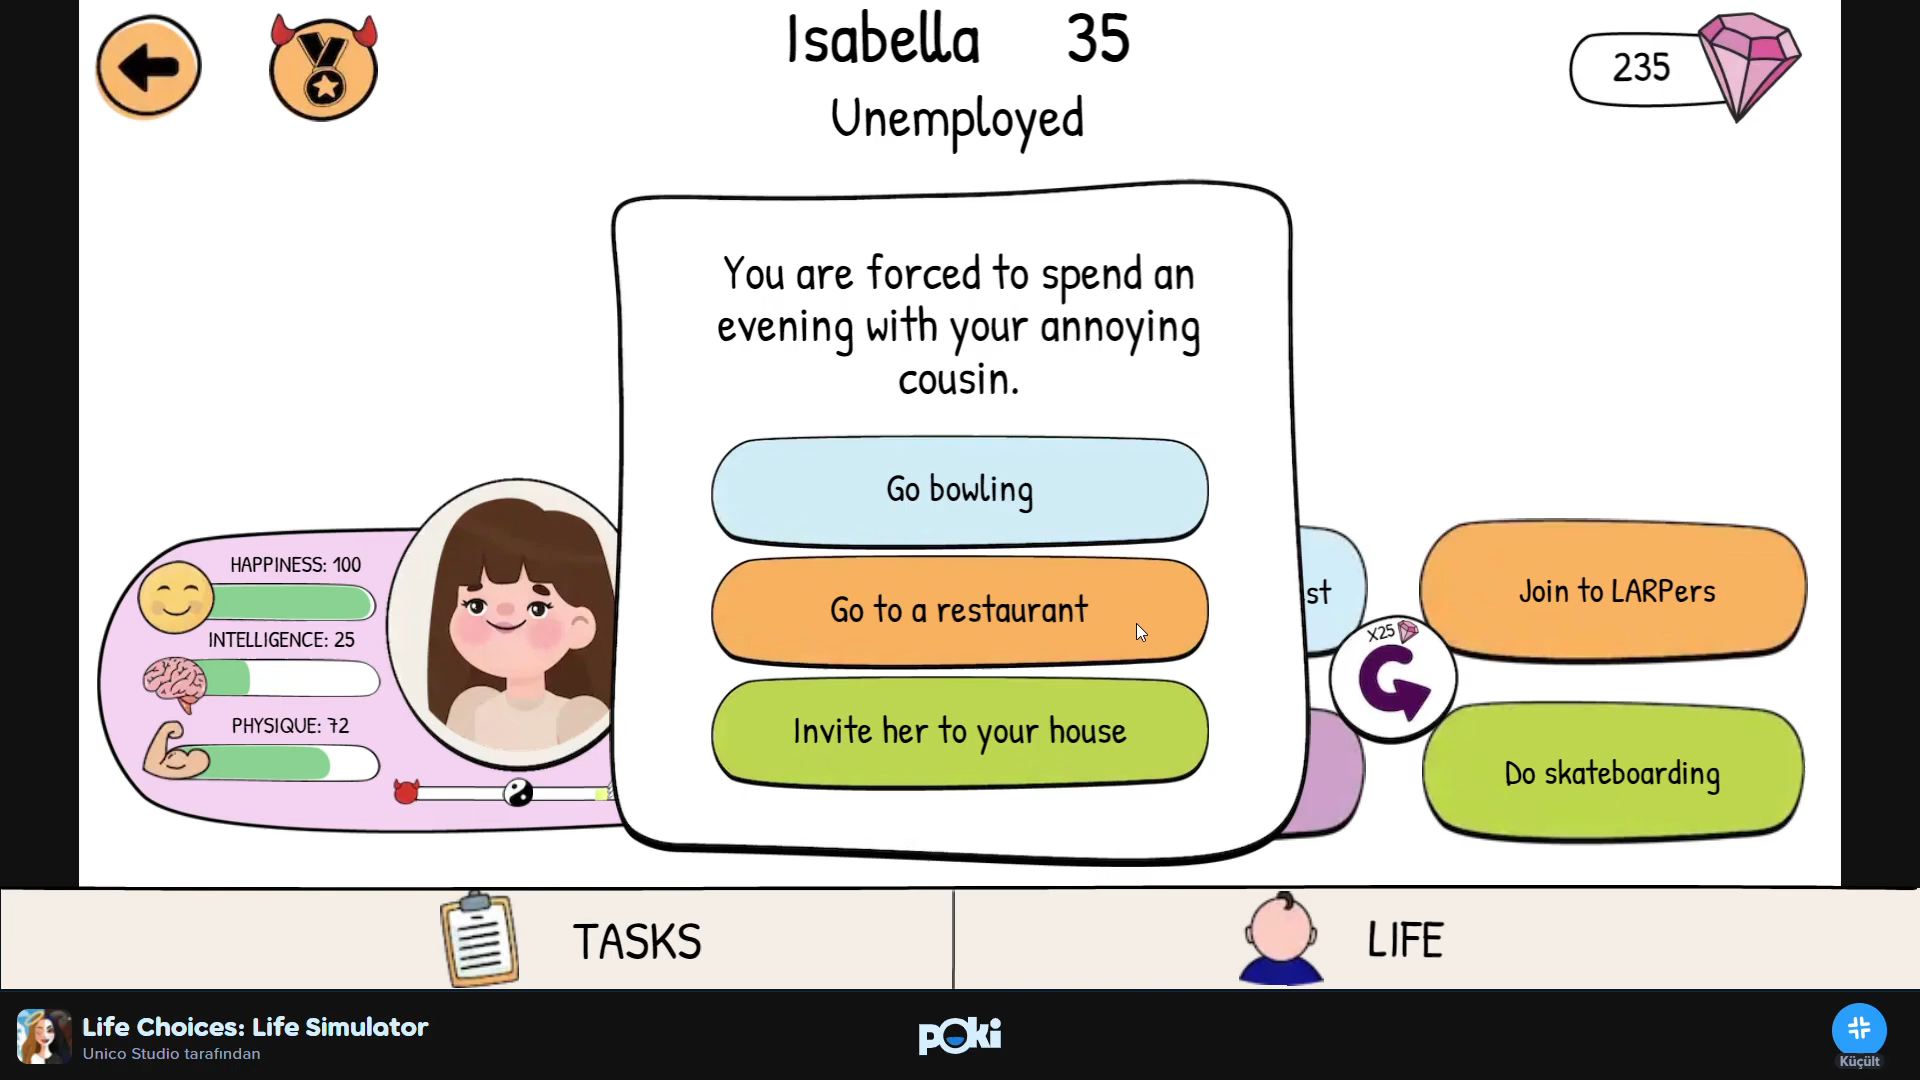 Isabella 35
Unemployed
235
You are forced to spend an
evening with your annoying
cousin.
Go bowling
Go to a restaurant
Invite her to your house
HAPPINESS: 100
INTELLIGENCE: 25
PHYSIQUE: 72
st
Join to LARPers
X25
Do skateboarding
TASKS
LIFE
Life Choices: Life Simulator
Unico Studio tarafından
poki
Küçült